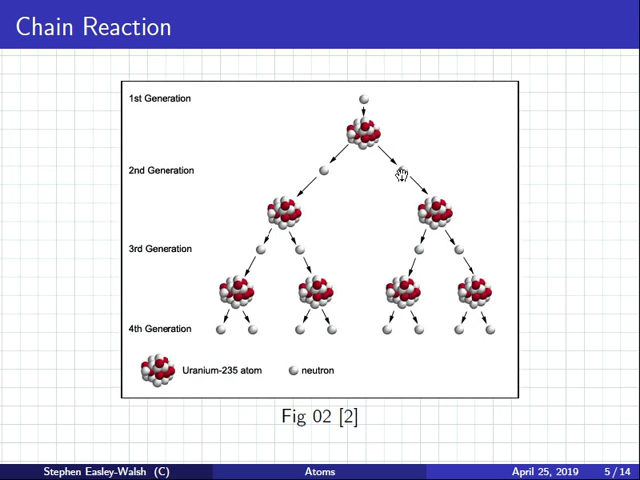 Chain Reaction
1st Generation
2nd Generation
3rd Generation
4th Generation
Uranium-235 atom neutron
Fig 02 [2]
Stephen Easley-Walsh (C) Atoms April 25, 2019 5 / 14